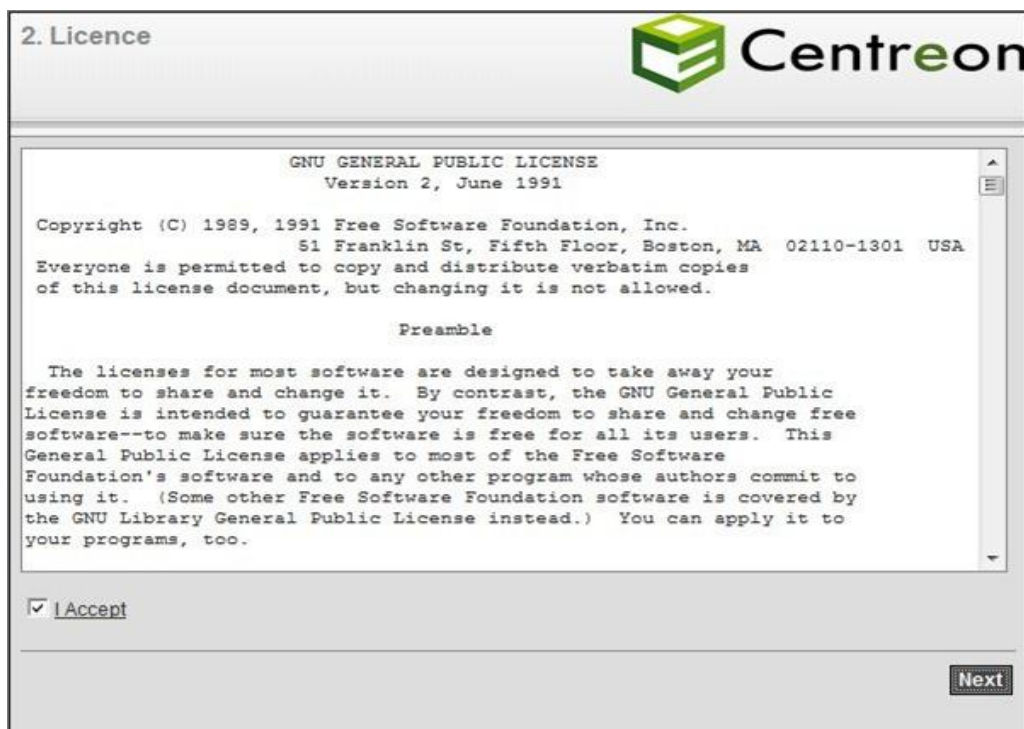 2. Licence
Centreon
GNU GENERAL PUBLIC LICENSE
Version 2, June 1991
Copyright (C) 1989, 1991 Free Software Foundation, Inc.
51 Franklin St, Fifth Floor, Boston, MA 02110-1301 USA
Everyone is permitted to copy and distribute verbatim copies
of this license document, but changing it is not allowed.
Preamble
The licenses for most software are designed to take away your
freedom to share and change it. By contrast, the GNU General Public
License is intended to guarantee your freedom to share and change free
software--to make sure the software is free for all its users. This
General Public License applies to most of the Free Software
Foundation's software and to any other program whose authors commit to
using it. (Some other Free Software Foundation software is covered by
the GNU Library General Public License instead.) You can apply it to
your programs, too.
I Accept
Next